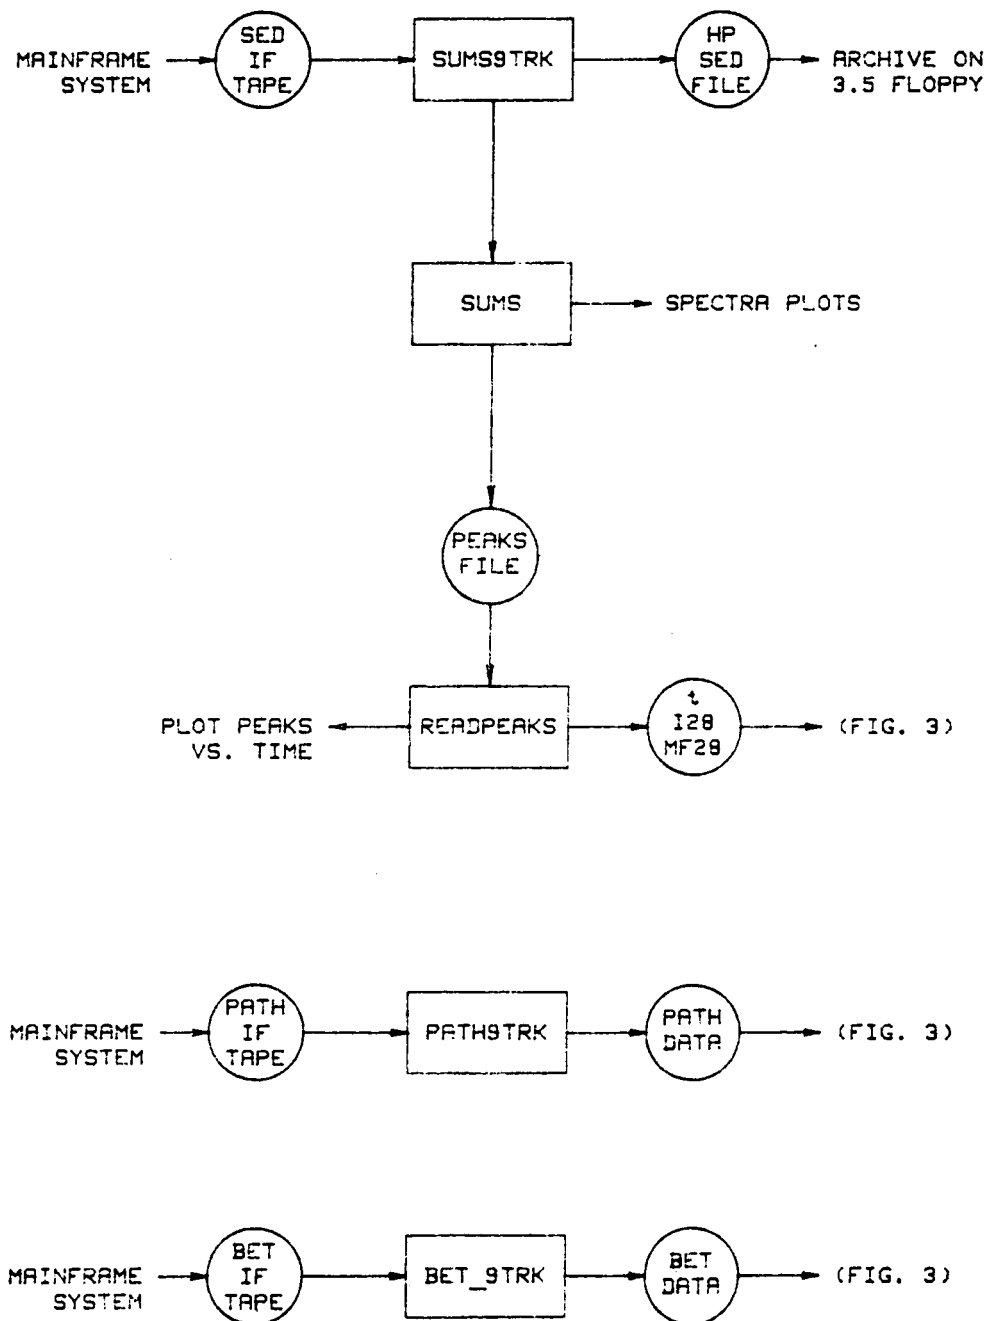 MAINFRAME
SYSTEM
SED
IF
TAPE
SUMS9TRK
HP
SED
FILE
ARCHIVE ON
3.5 FLOPPY
SUMS
SPECTRA PLOTS
PEAKS
FILE
PLOT PEAKS
VS. TIME
READPEAKS
t
I28
MF28
(FIG. 3)
MAINFRAME
SYSTEM
PATH
IF
TAPE
PATH9TRK
PATH
DATA
(FIG. 3)
MAINFRAME
SYSTEM
BET
IF
TAPE
BET_9TRK
BET
DATA
(FIG. 3)